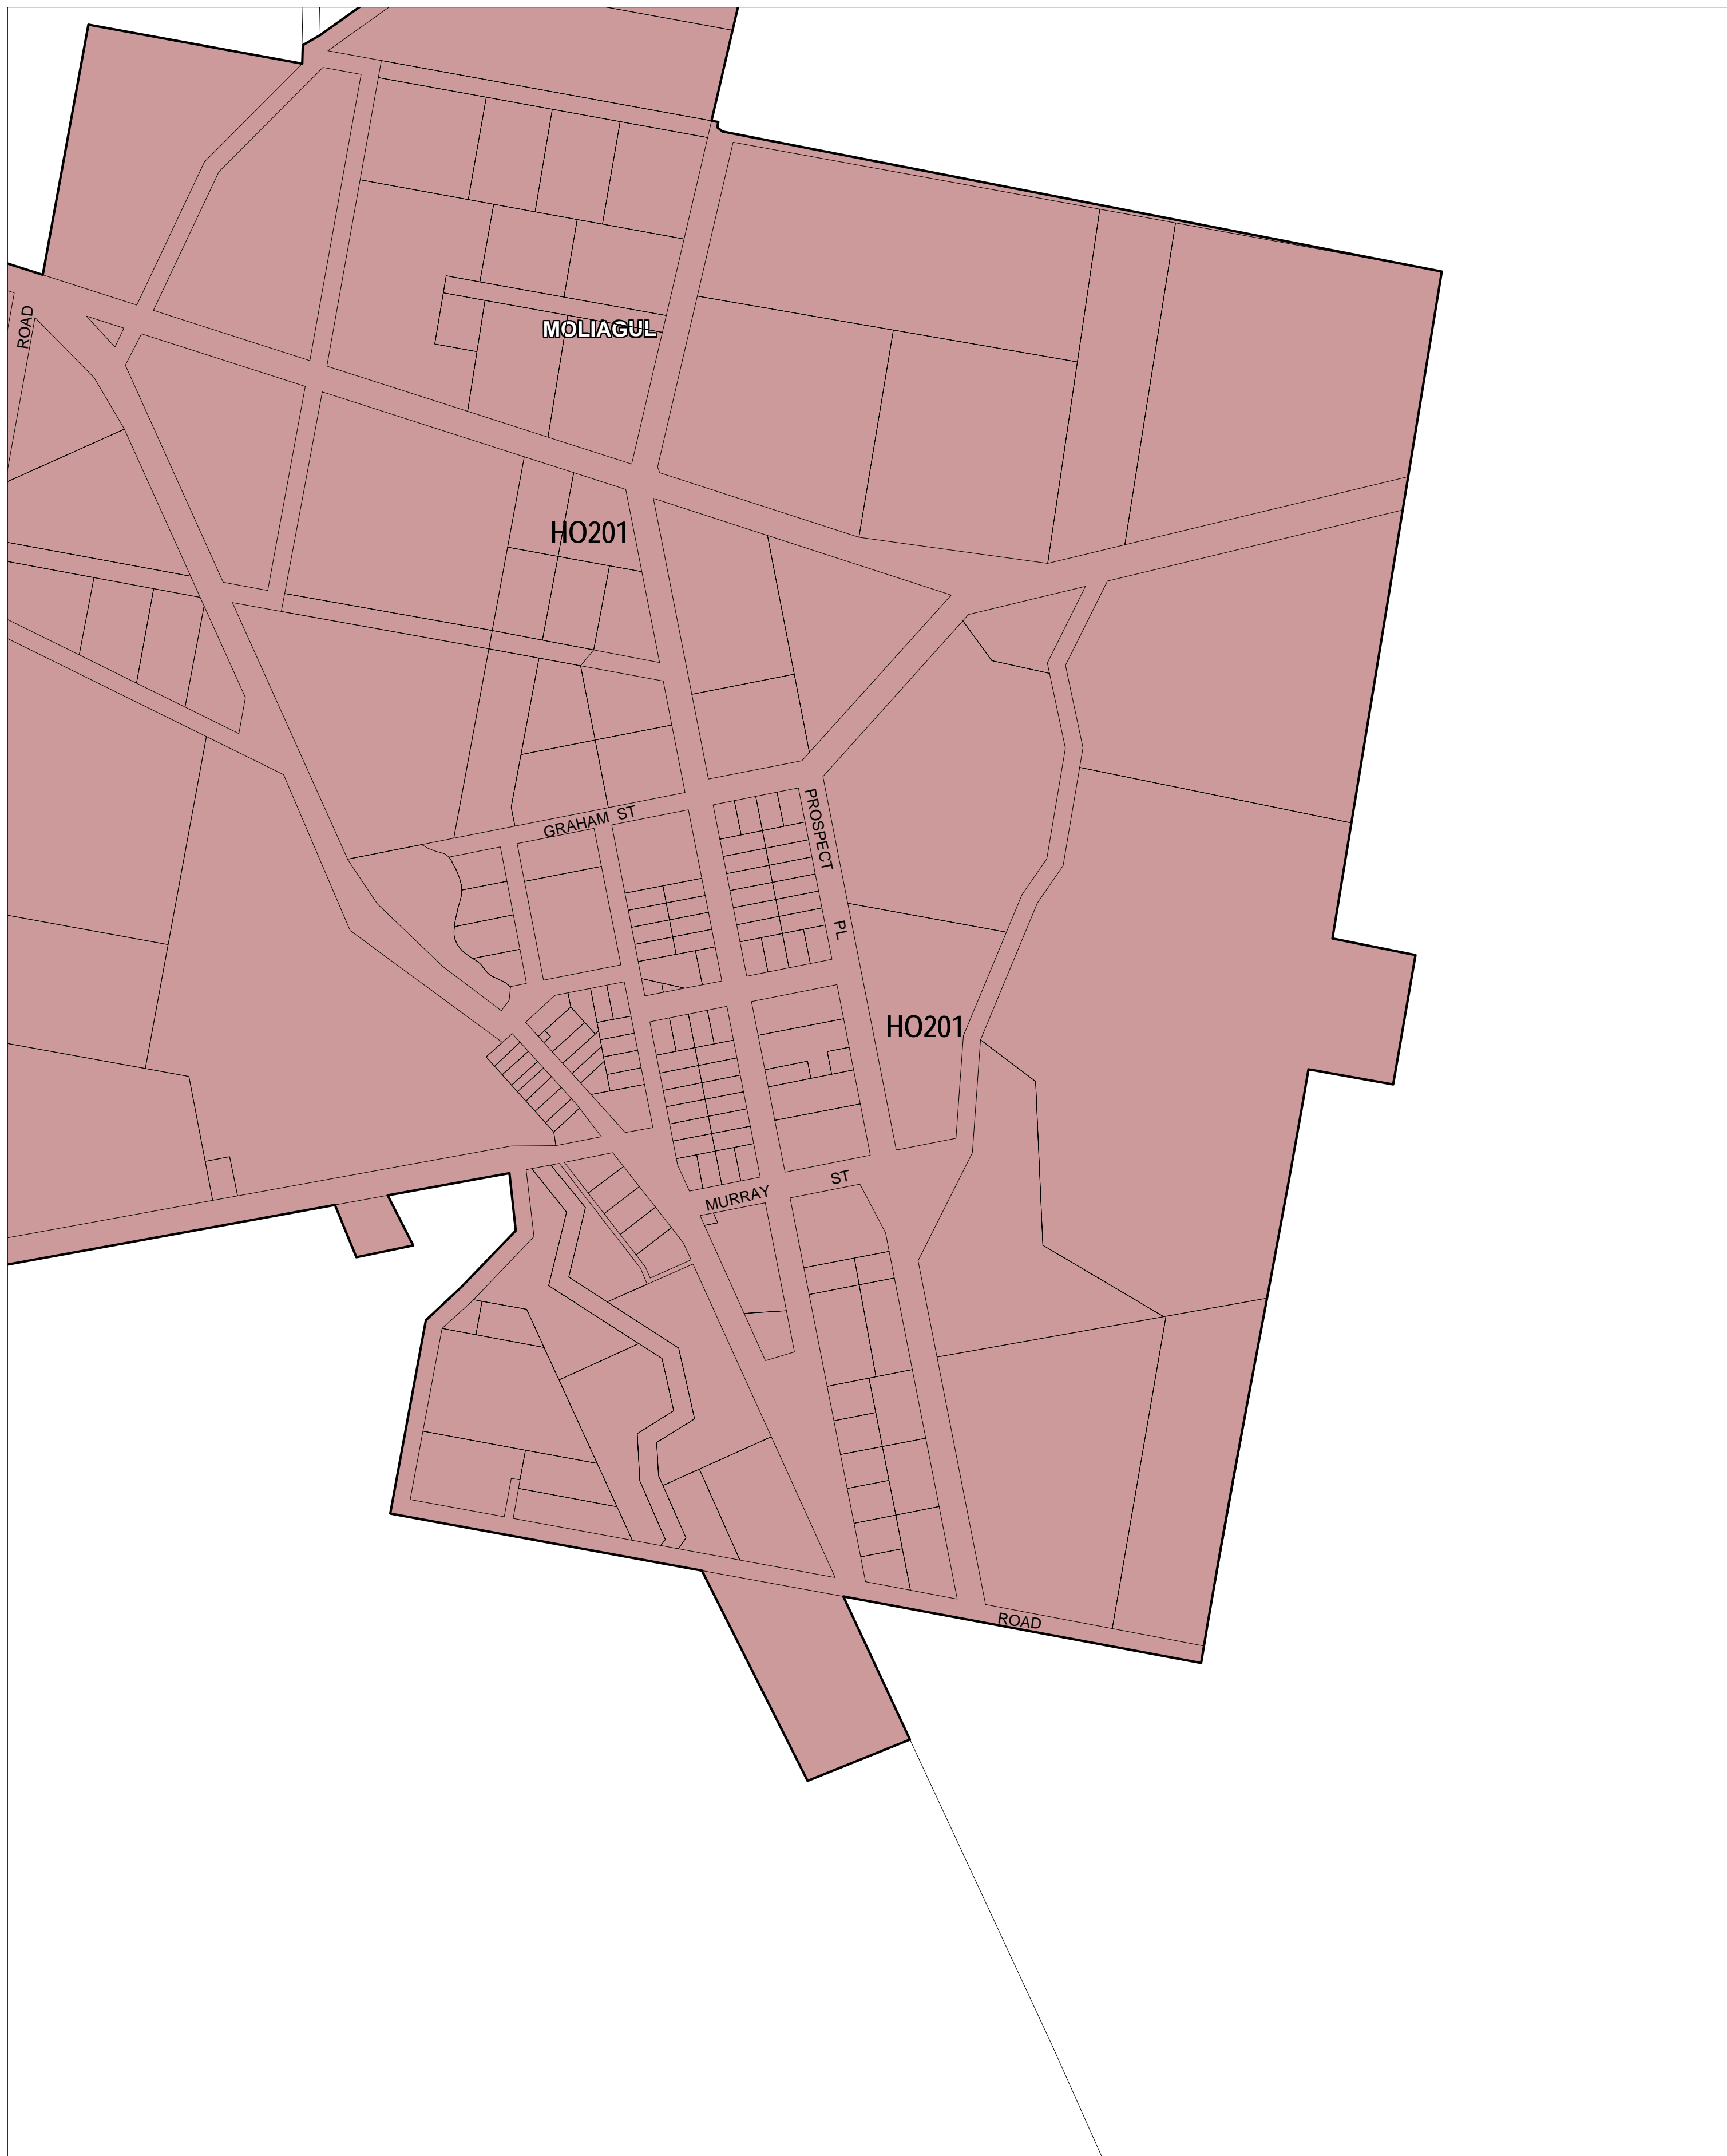 ROAD
MOLIAGUL
HO201
GRAHAM ST
PROSPECT PL
HO201
MURRAY ST
ROAD